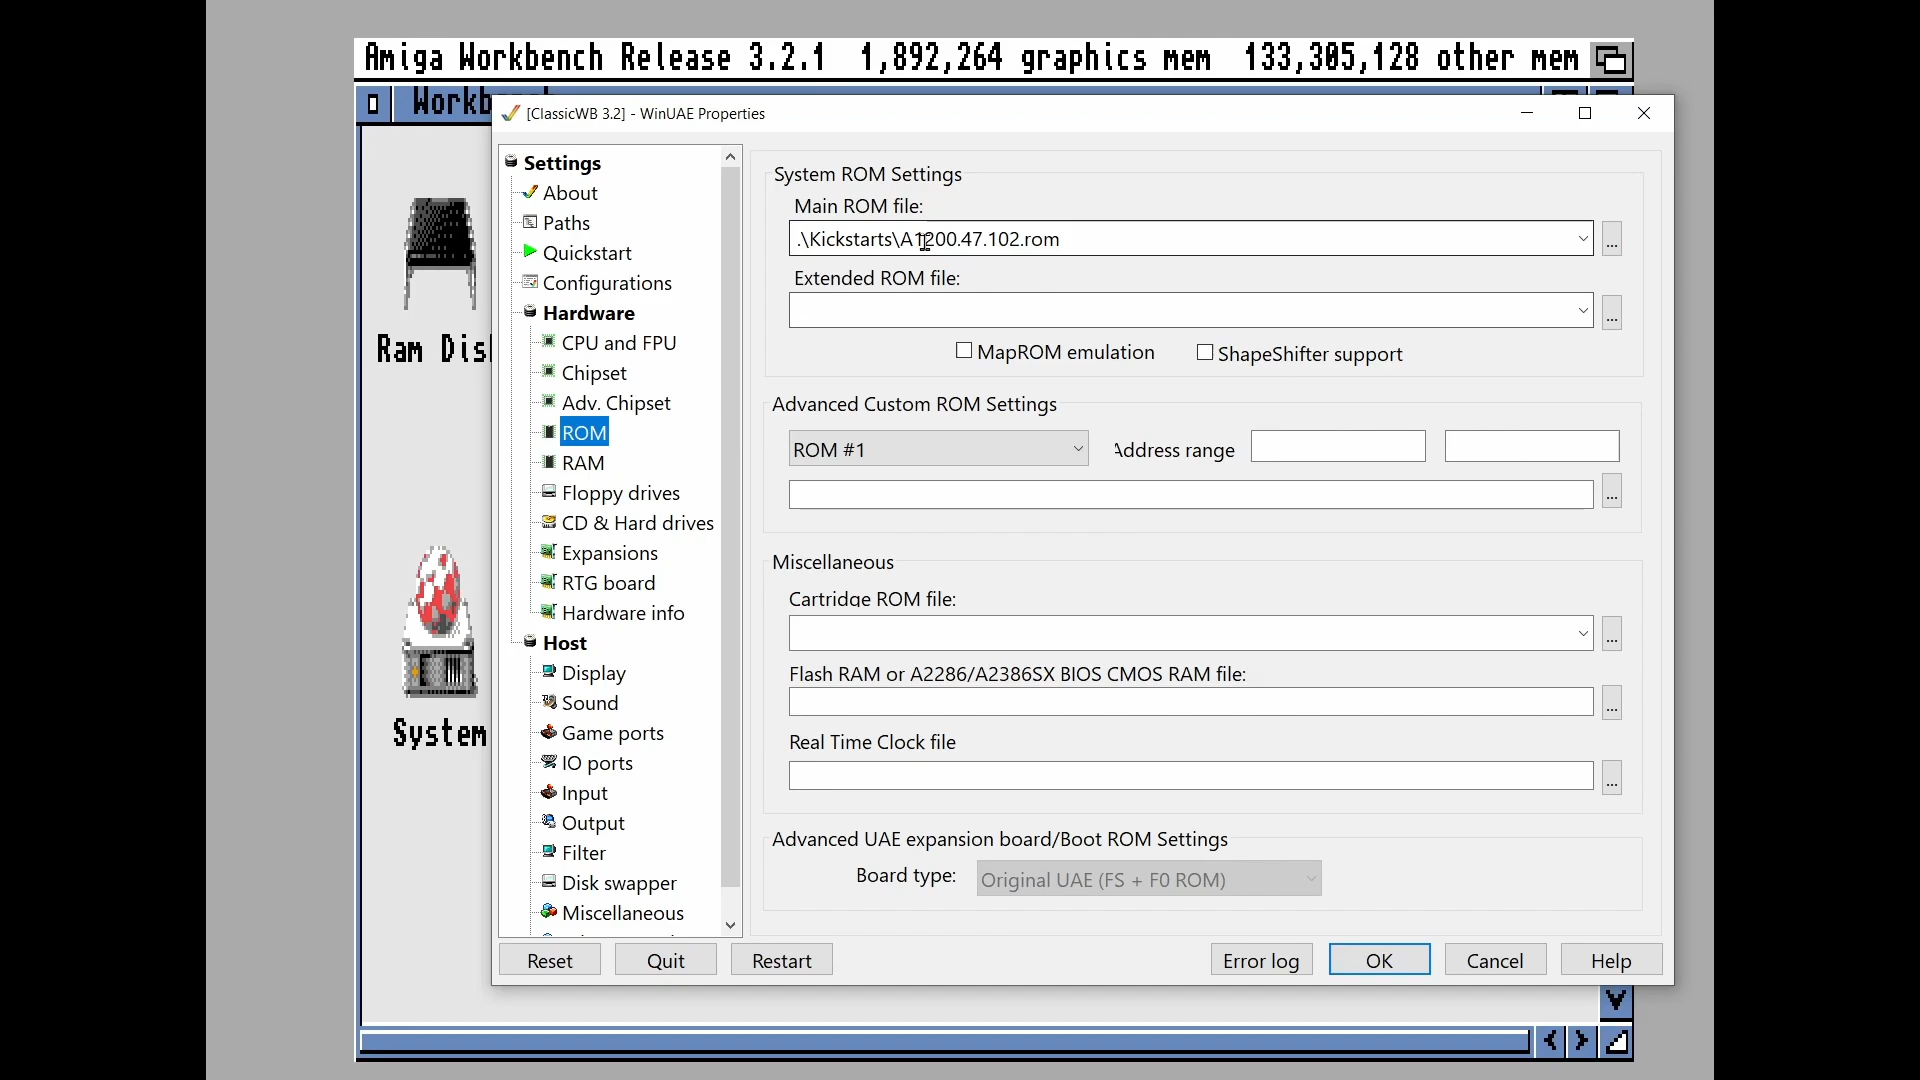 Amiga Workbench Release 3.2.1 1,892,264 graphics mem 133,305,128 other mem
Workb
[ClassicWB 3.2] - WinUAE Properties
Settings
About
Paths
Quickstart
Configurations
Hardware
CPU and FPU
Chipset
Adv. Chipset
ROM
RAM
Floppy drives
CD & Hard drives
Expansions
RTG board
Hardware info
Host
Display
Sound
Game ports
IO ports
Input
Output
Filter
Disk swapper
Miscellaneous
System ROM Settings
Main ROM file:
.\Kickstarts\A1200.47.102.rom
...
Extended ROM file:
...
MapROM emulation
ShapeShifter support
Advanced Custom ROM Settings
ROM #1
Address range
...
Miscellaneous
Cartridge ROM file:
...
Flash RAM or A2286/A2386SX BIOS CMOS RAM file:
...
Real Time Clock file
...
Advanced UAE expansion board/Boot ROM Settings
Board type:
Original UAE (FS + F0 ROM)
Reset
Quit
Restart
Error log
OK
Cancel
Help
Ram Dis
System